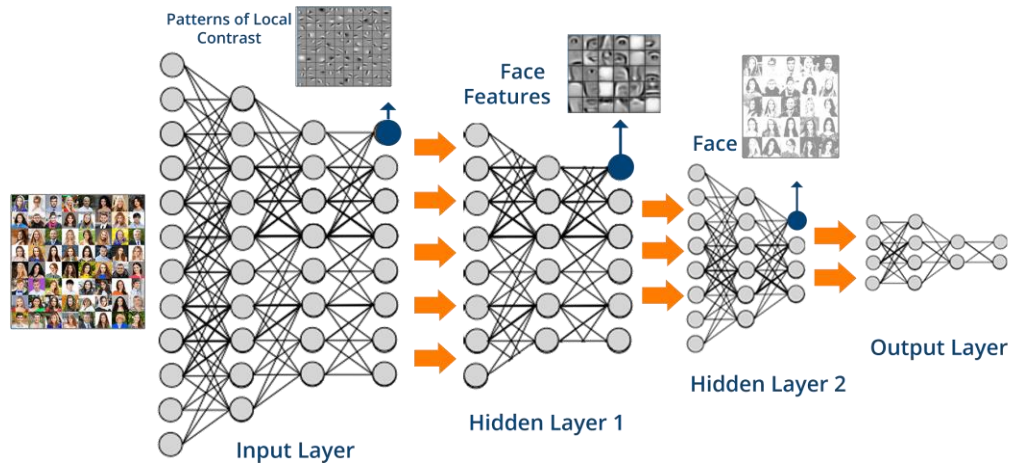 Patterns of Local
Contrast
Face
Features
Face
Input Layer
Hidden Layer 1
Hidden Layer 2
Output Layer